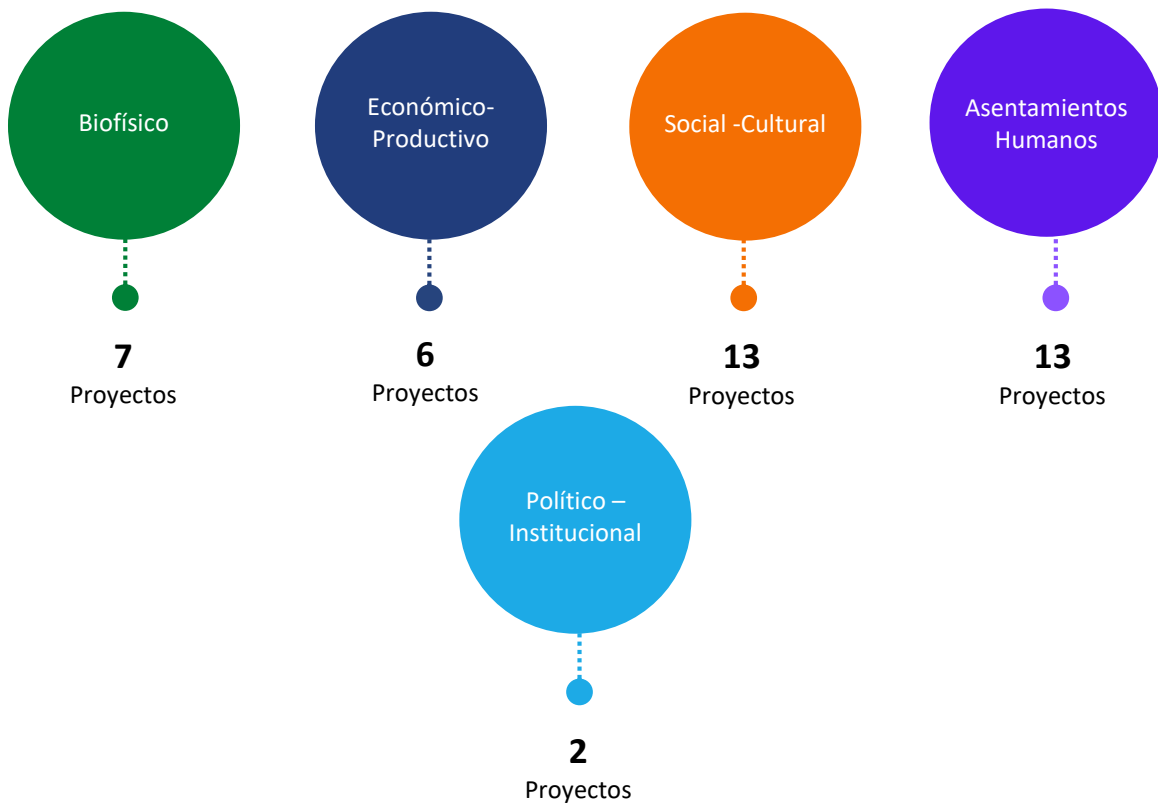 Biofísico
7
Proyectos
Económico-
Productivo
6
Proyectos
Social -Cultural
13
Proyectos
Asentamientos
Humanos
13
Proyectos
Político –
Institucional
2
Proyectos